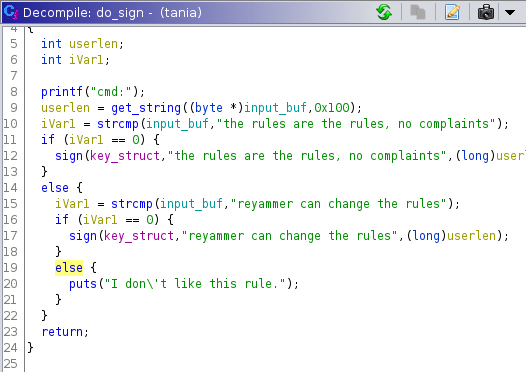 Decompile: do_sign - (tania)
4 {
5 int userlen;
6 int iVar1;
7
8 printf("cmd:");
9 userlen = get_string((byte *)input_buf,0x100);
10 iVar1 = strcmp(input_buf,"the rules are the rules, no complaints");
11 if (iVar1 == 0) {
12 sign(key_struct,"the rules are the rules, no complaints",(long)user
13 }
14 else {
15 iVar1 = strcmp(input_buf,"reyammer can change the rules");
16 if (iVar1 == 0) {
17 sign(key_struct,"reyammer can change the rules",(long)userlen);
18 }
19 else {
20 puts("I don\'t like this rule.");
21 }
22 }
23 return;
24 }
25